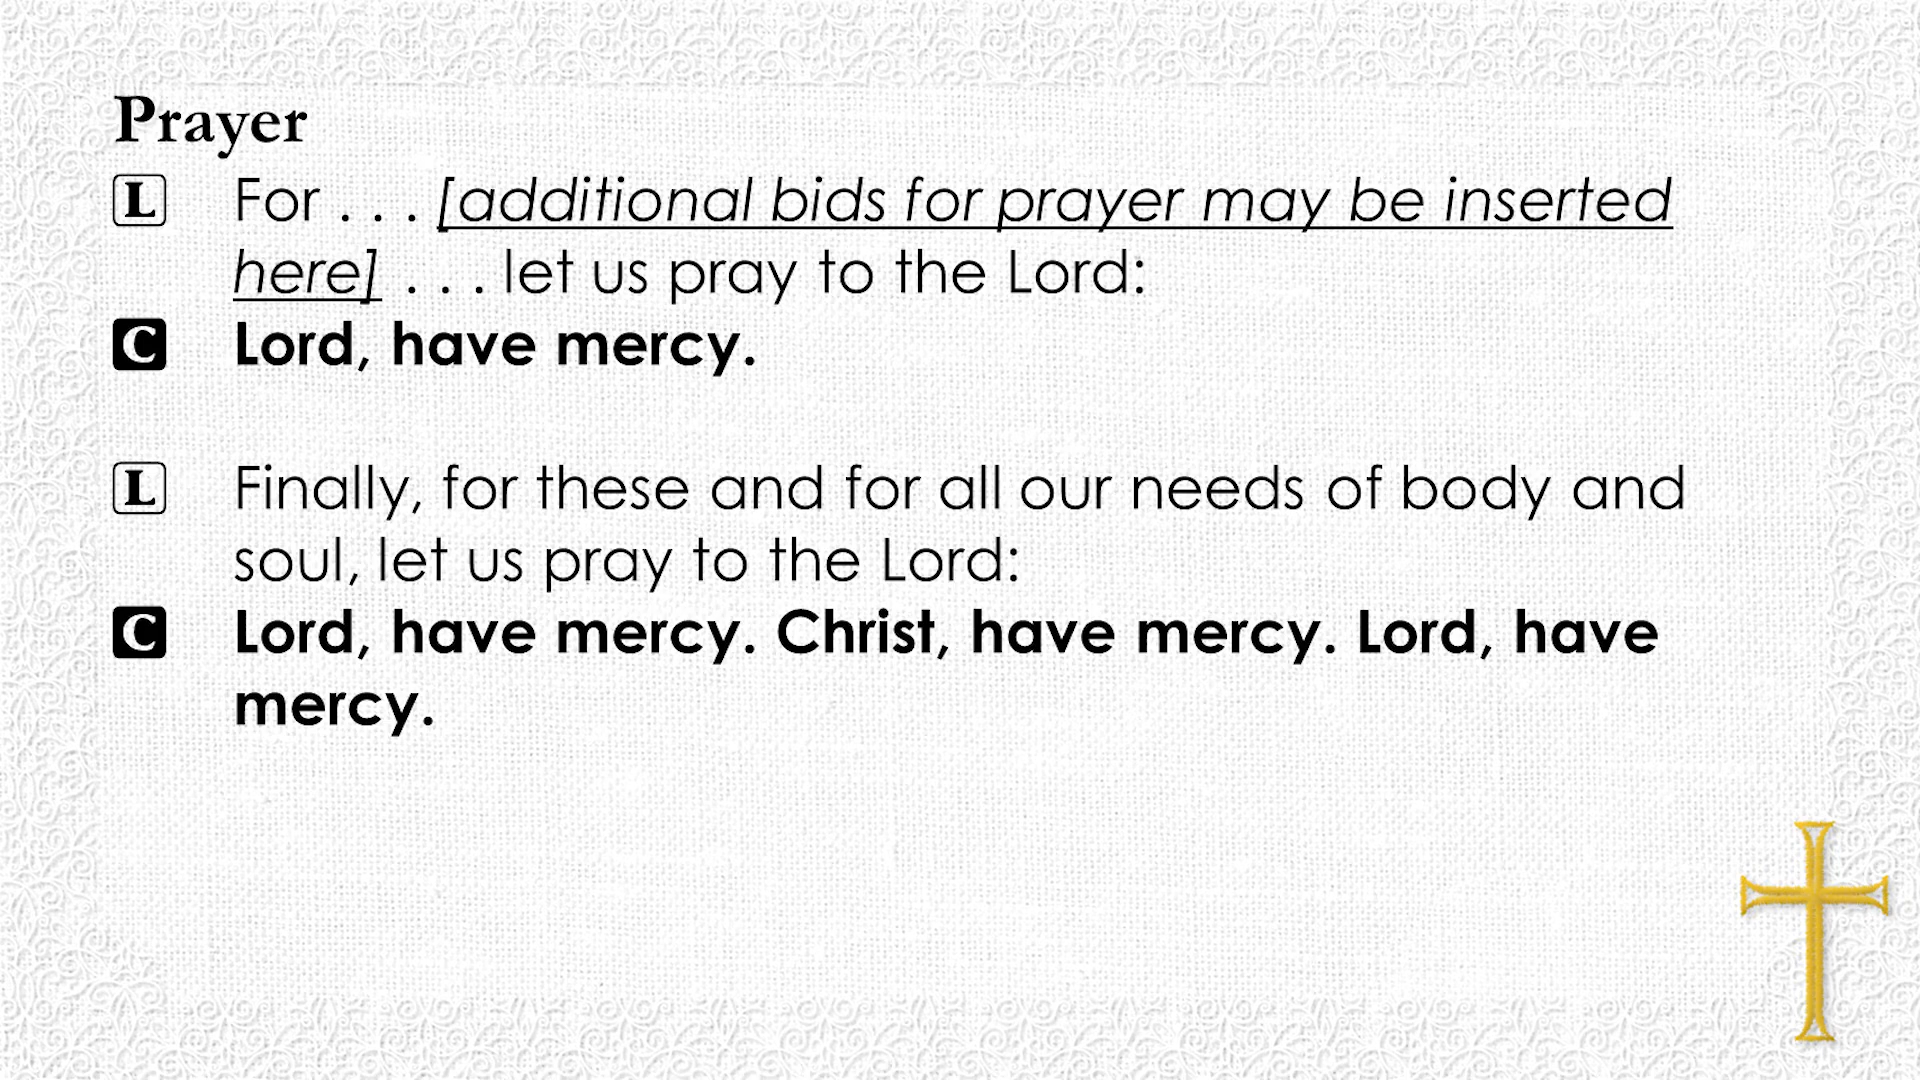 Prayer
L For . . . [additional bids for prayer may be inserted
here] . . . let us pray to the Lord:
C Lord, have mercy.
L Finally, for these and for all our needs of body and
soul, let us pray to the Lord:
C Lord, have mercy. Christ, have mercy. Lord, have
mercy.